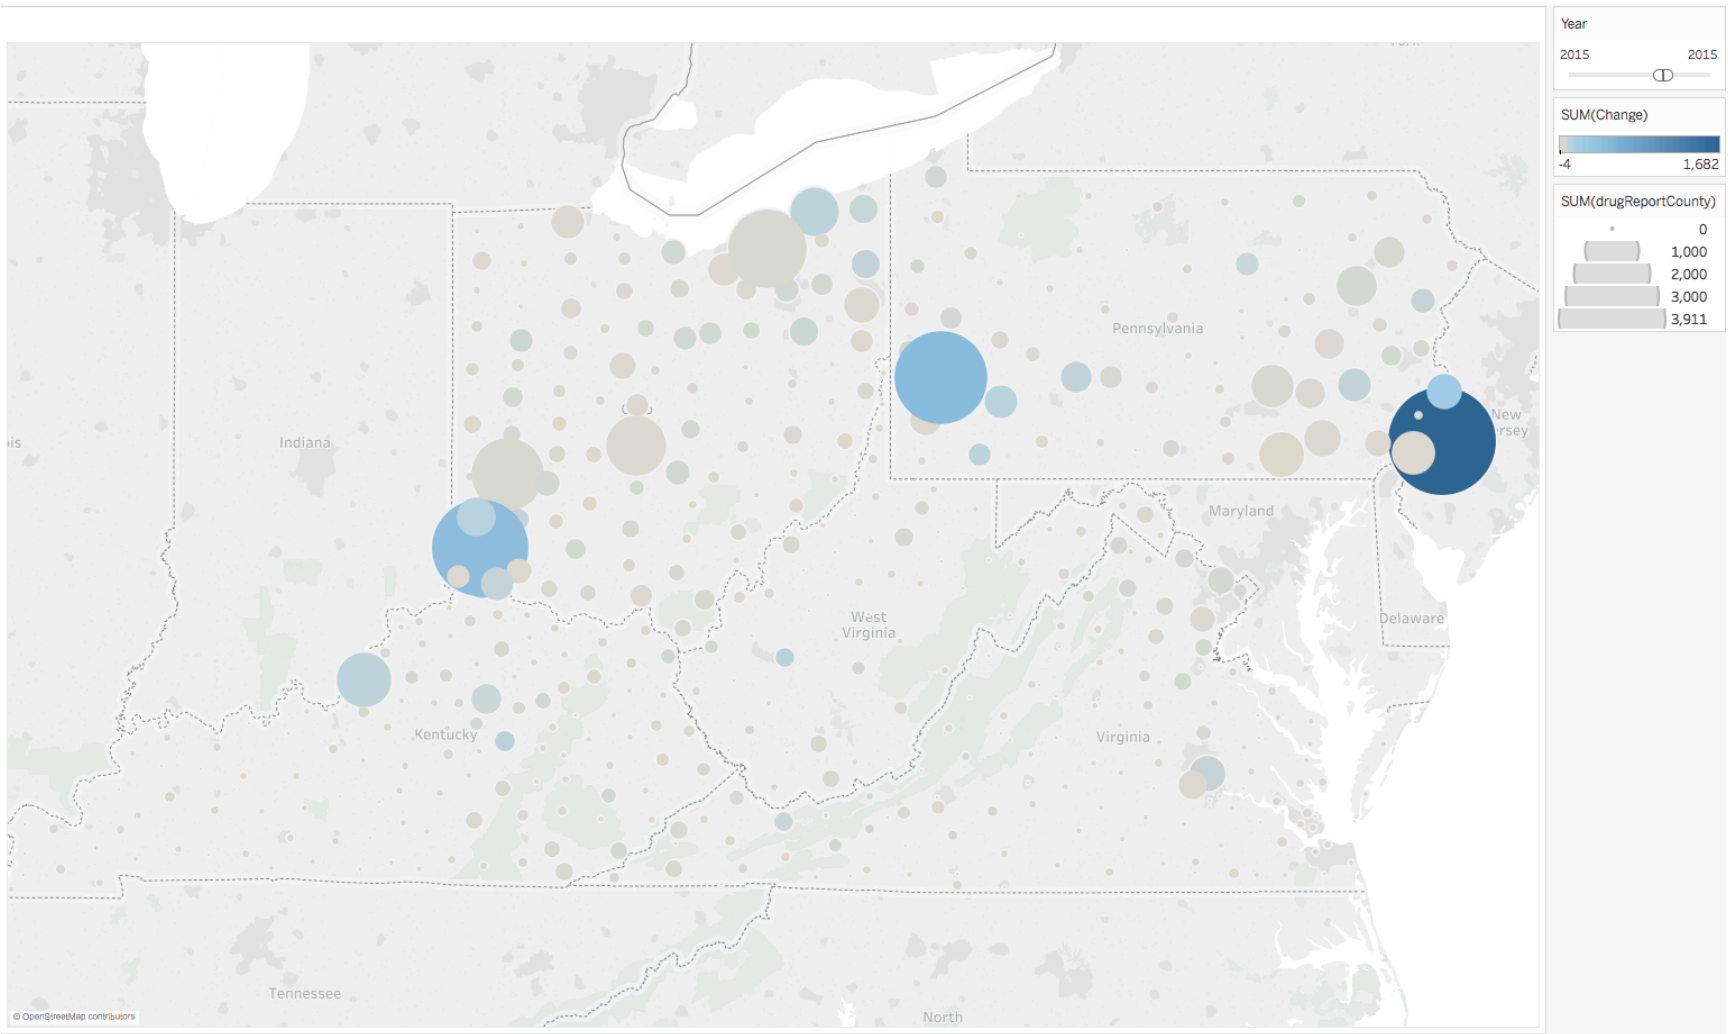 Year
2015 2015
SUM(Change)
-4 1,682
SUM(drugReportCounty)
0
1,000
2,000
3,000
3,911
Pennsylvania
New
rsey
Indiana
is
Maryland
West
Virginia
Delaware
Kentucky
Virginia
Tennessee
North
© OpenStreetMap contributors